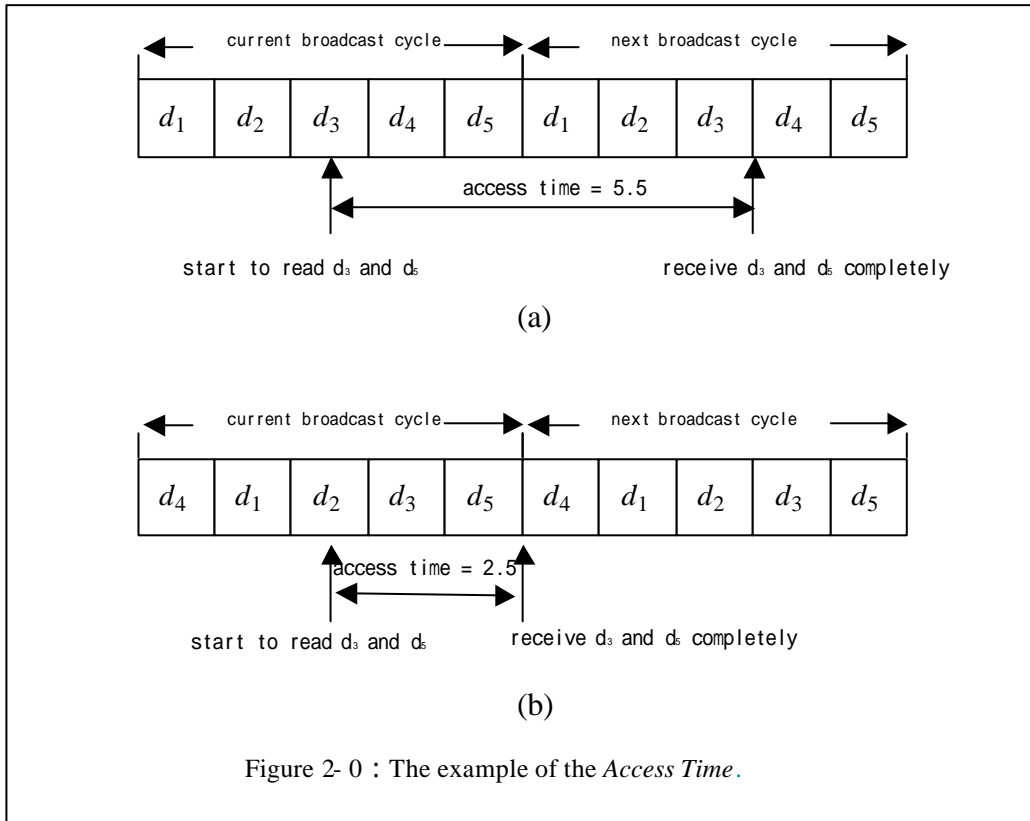 current broadcast cycle next broadcast cycle
d1 d2 d3 d4 d5 d1 d2 d3 d4 d5
access time = 5.5
start to read d3 and d5 receive d3 and d5 completely
(a)
current broadcast cycle next broadcast cycle
d4 d1 d2 d3 d5 d4 d1 d2 d3 d5
access time = 2.5
start to read d3 and d5 receive d3 and d5 completely
(b)
Figure 2- 0 : The example of the Access Time.